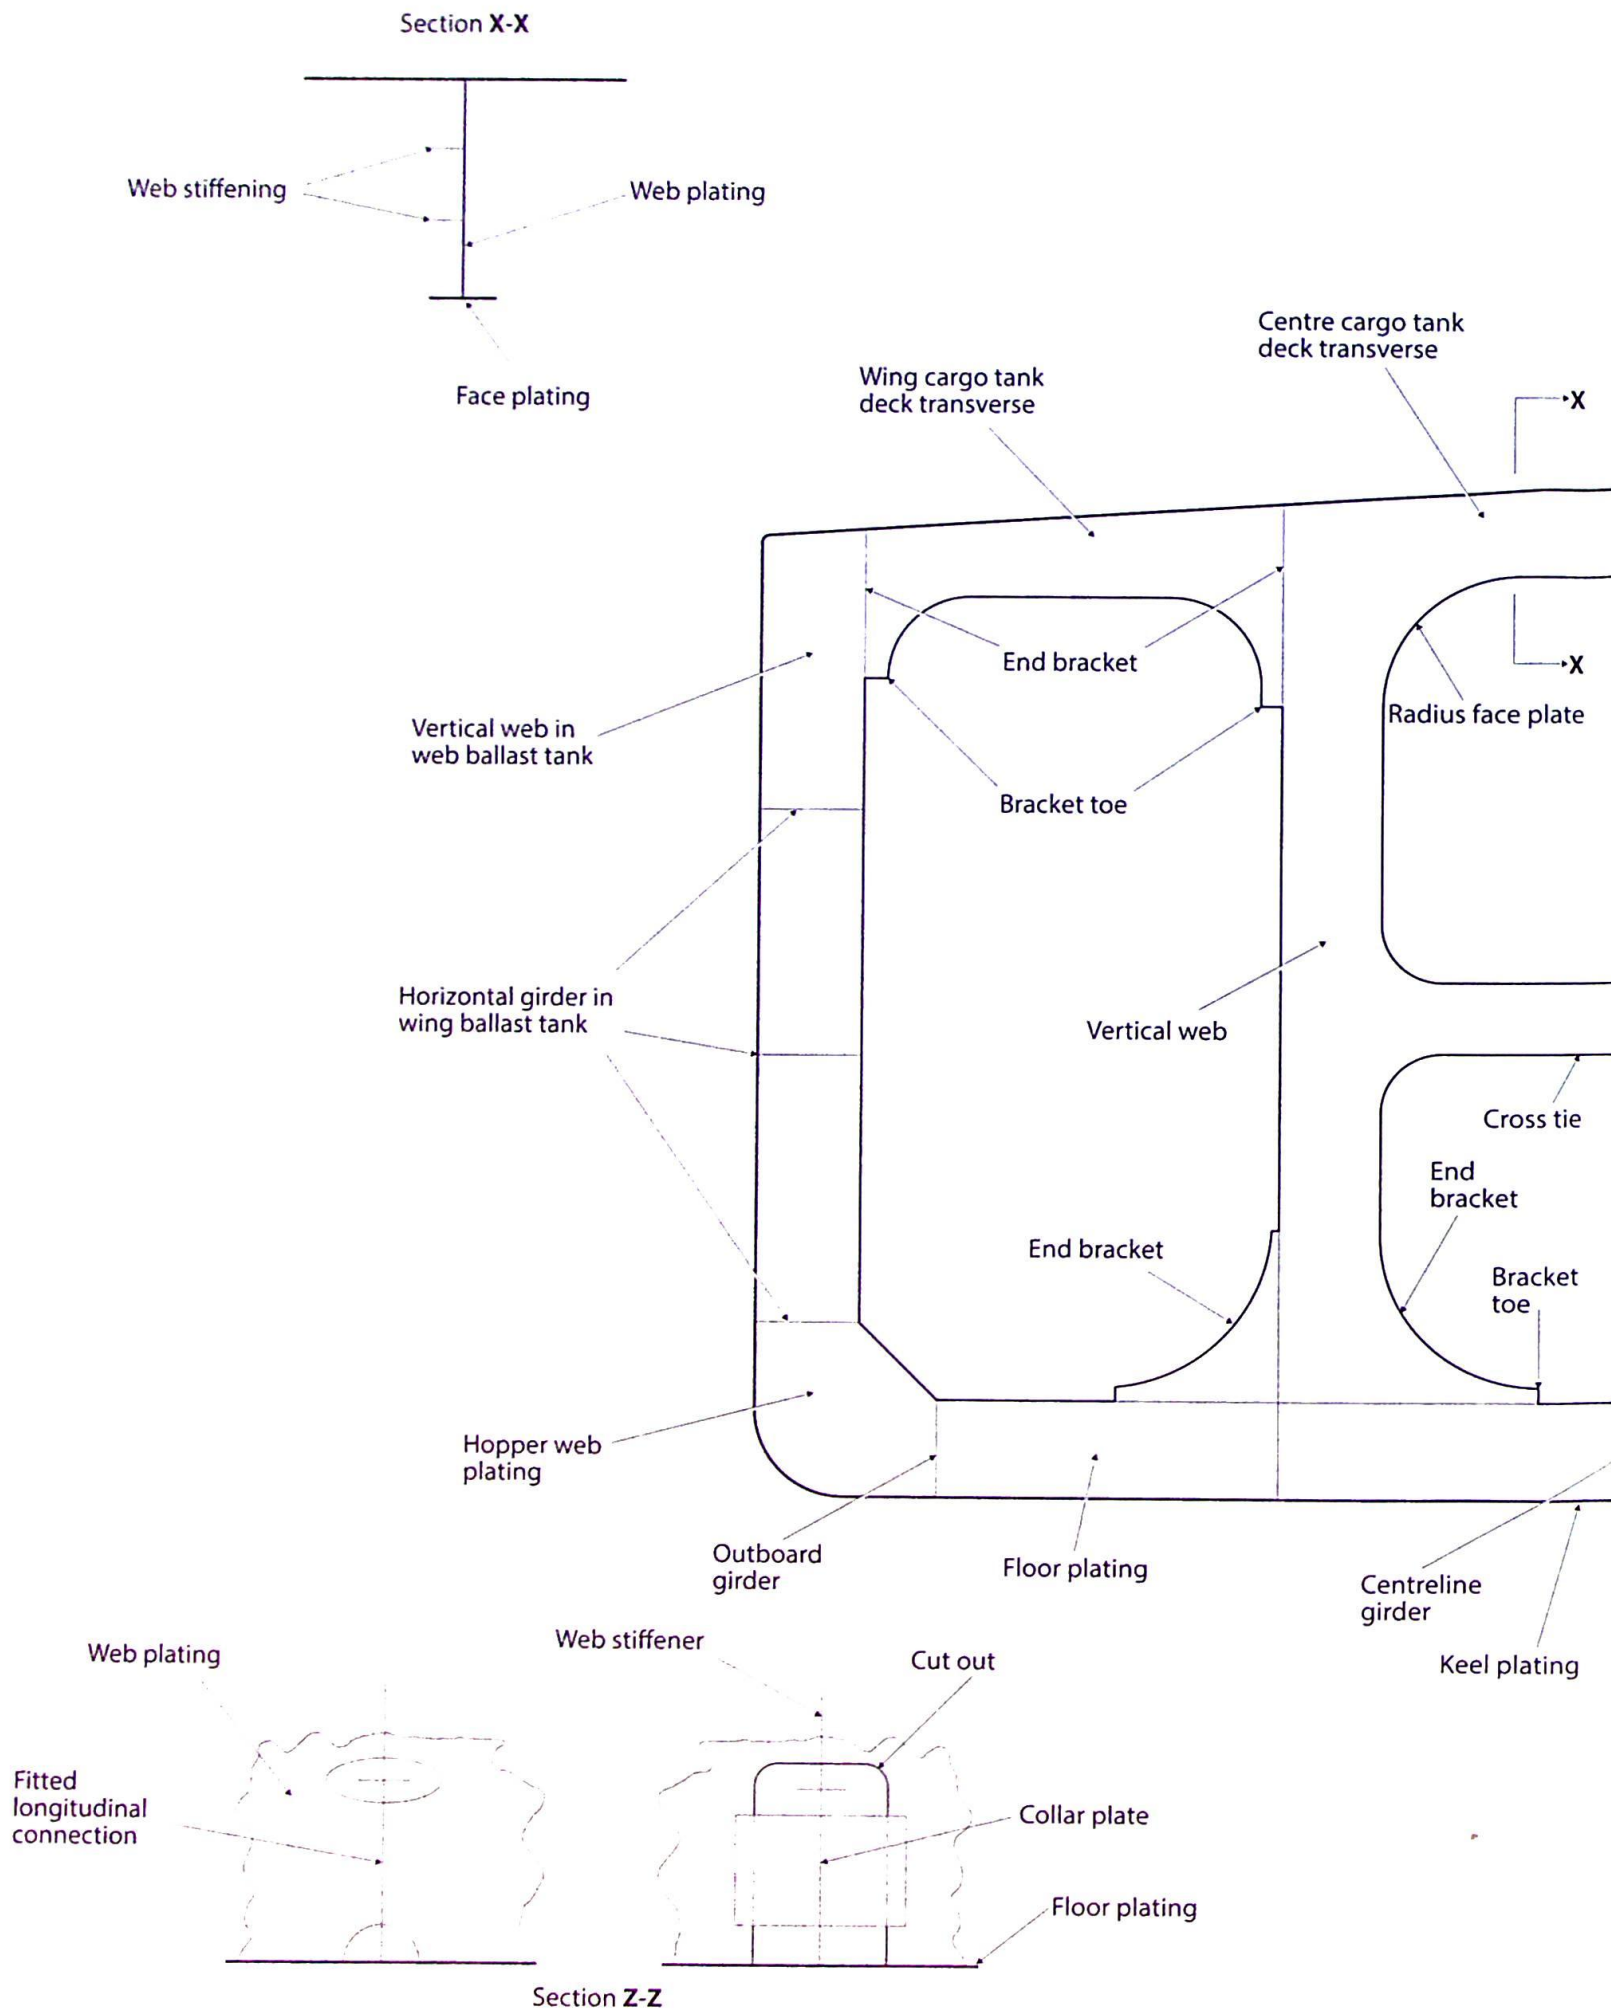 Section X-X
Web stiffening
Web plating
Face plating
Centre cargo tank
deck transverse
Wing cargo tank
deck transverse
X
End bracket
X
Radius face plate
Vertical web in
web ballast tank
Bracket toe
Horizontal girder in
wing ballast tank
Vertical web
Cross tie
End
bracket
End bracket
Bracket
toe
Hopper web
plating
Outboard
girder
Floor plating
Centreline
girder
Keel plating
Web plating
Web stiffener
Cut out
Fitted
longitudinal
connection
Collar plate
Floor plating
Section Z-Z